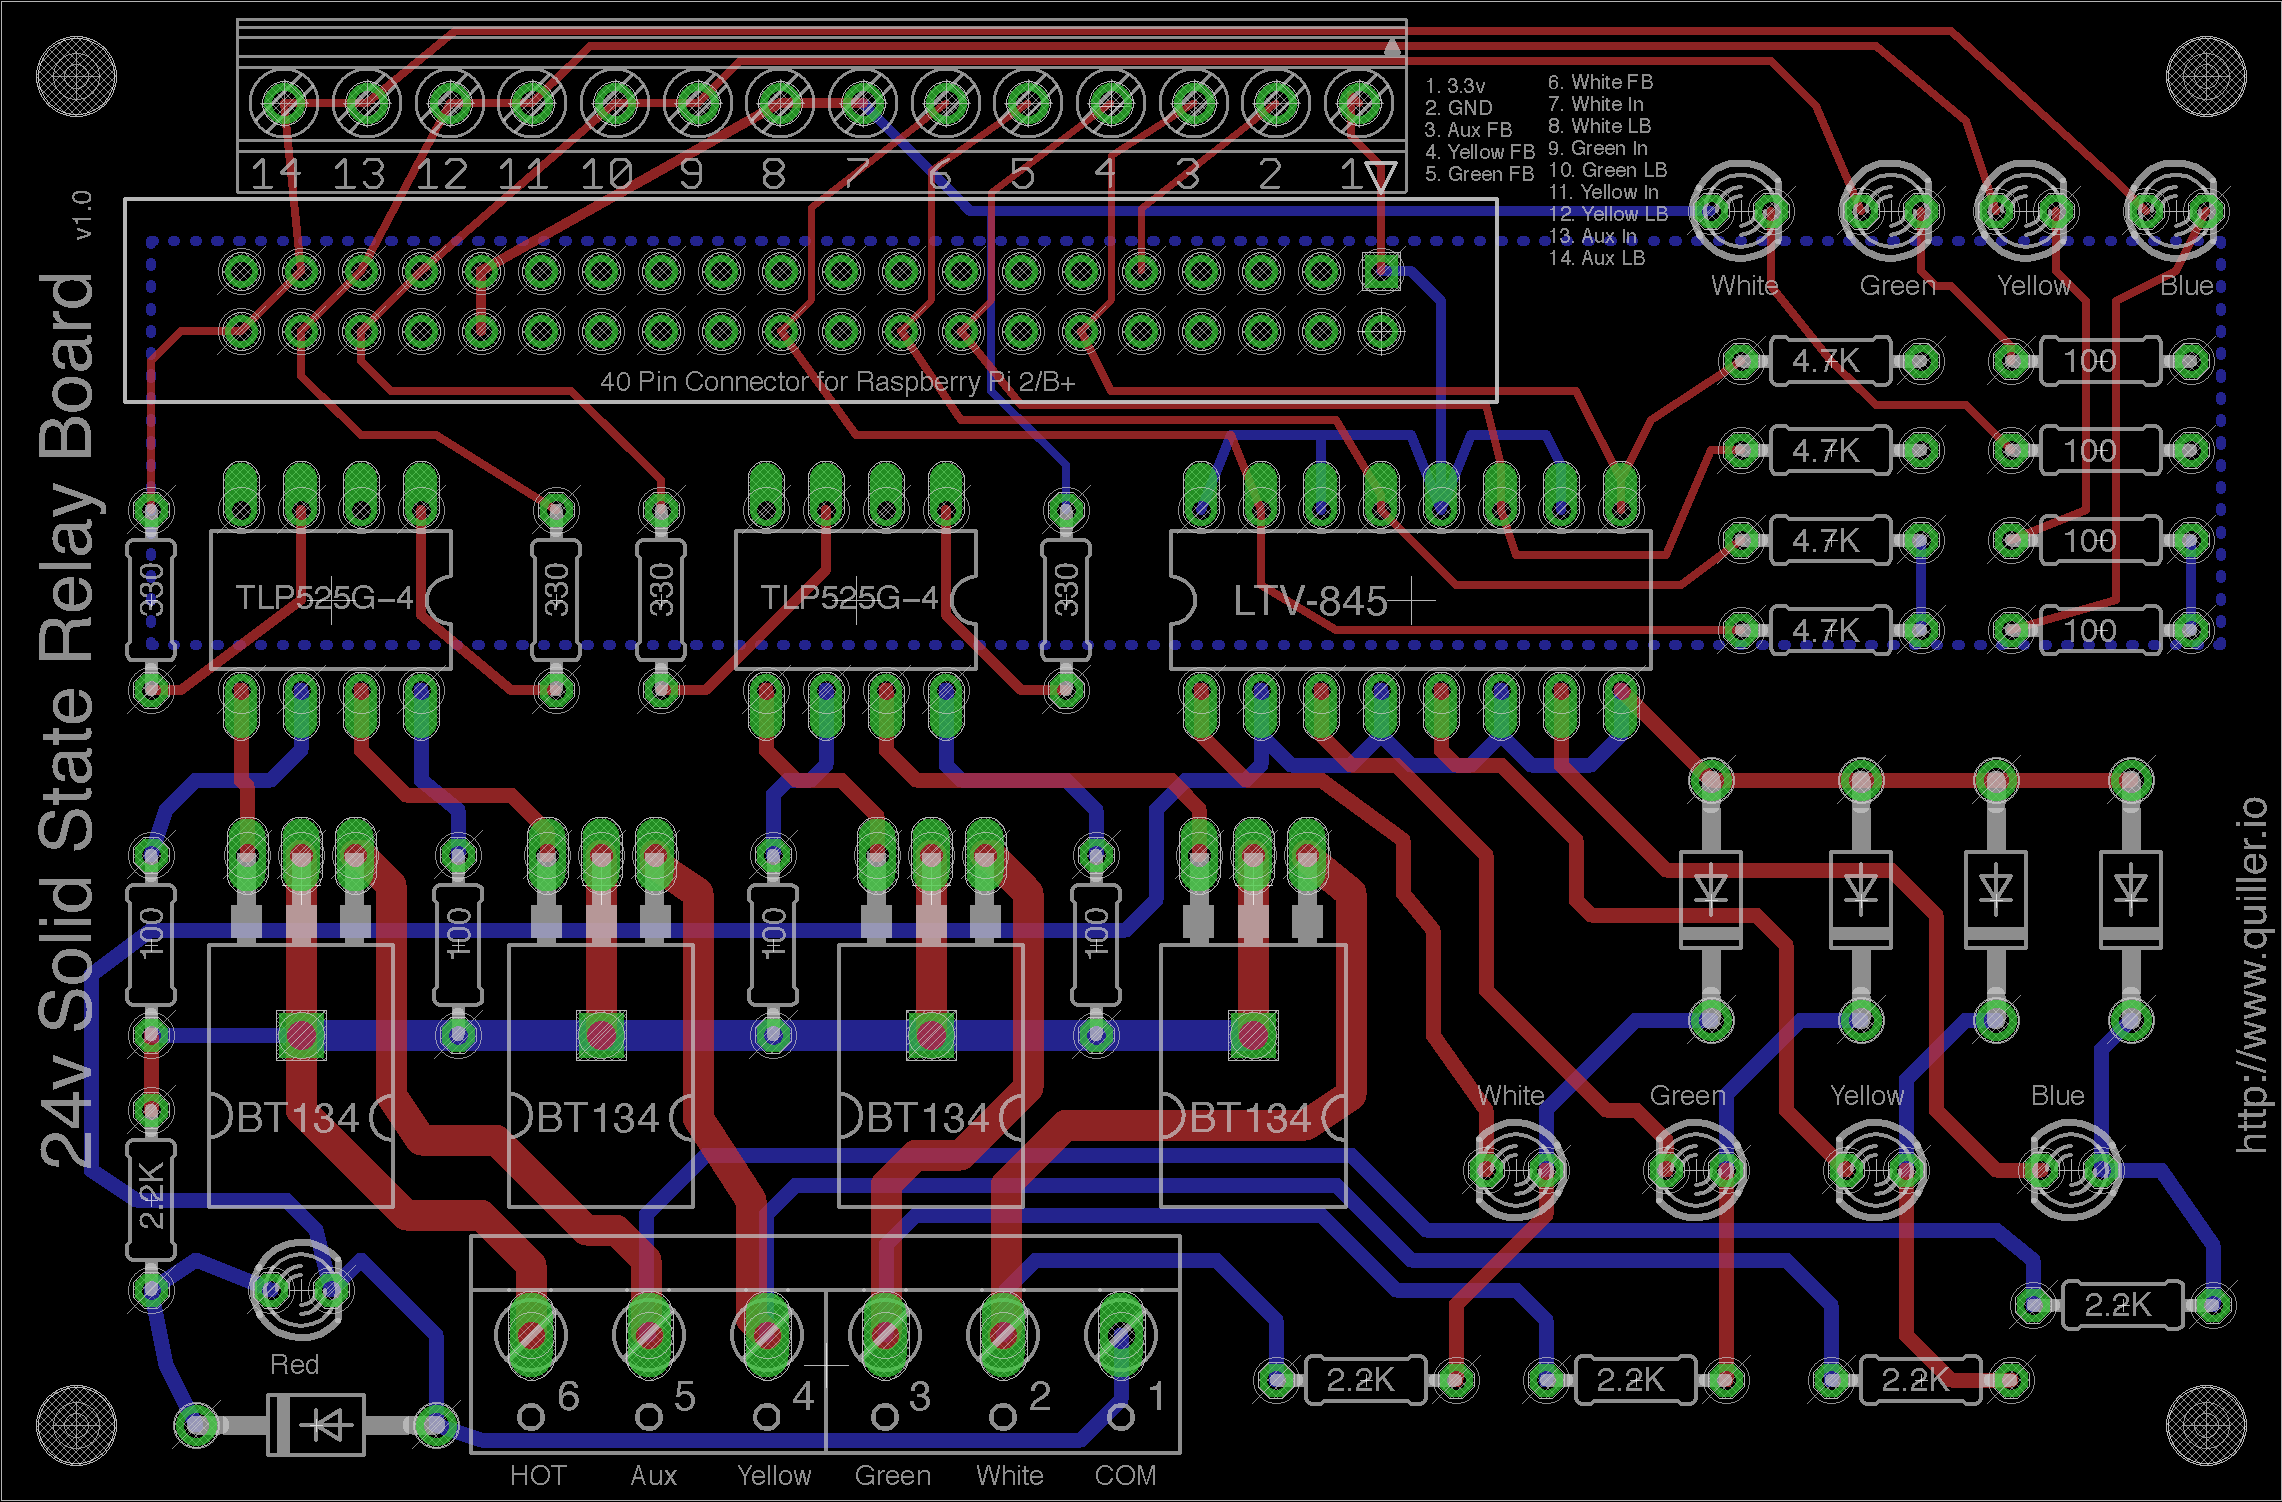 14 13 12 11 10 9 8 7 6 5 4 3 2 1
1. 3.3v
2. GND
3. Aux FB
4. Yellow FB
5. Green FB
6. White FB
7. White In
8. White LB
9. Green In
10. Green LB
11. Yellow In
12. Yellow LB
13. Aux In
14. Aux LB
24v Solid State Relay Board
v1.0
40 Pin Connector for Raspberry Pi 2/B+
White Green Yellow Blue
4.7K 100
4.7K 100
4.7K 100
4.7K 100
330 TLP525G-4 330 330 TLP525G-4 330 LTV-845
100 100 100 100
BT134 BT134 BT134 BT134
White Green Yellow Blue
2.2K
Red
2.2K
2.2K 2.2K 2.2K
6 5 4 3 2 1
HOT Aux Yellow Green White COM
http://www.quiller.io